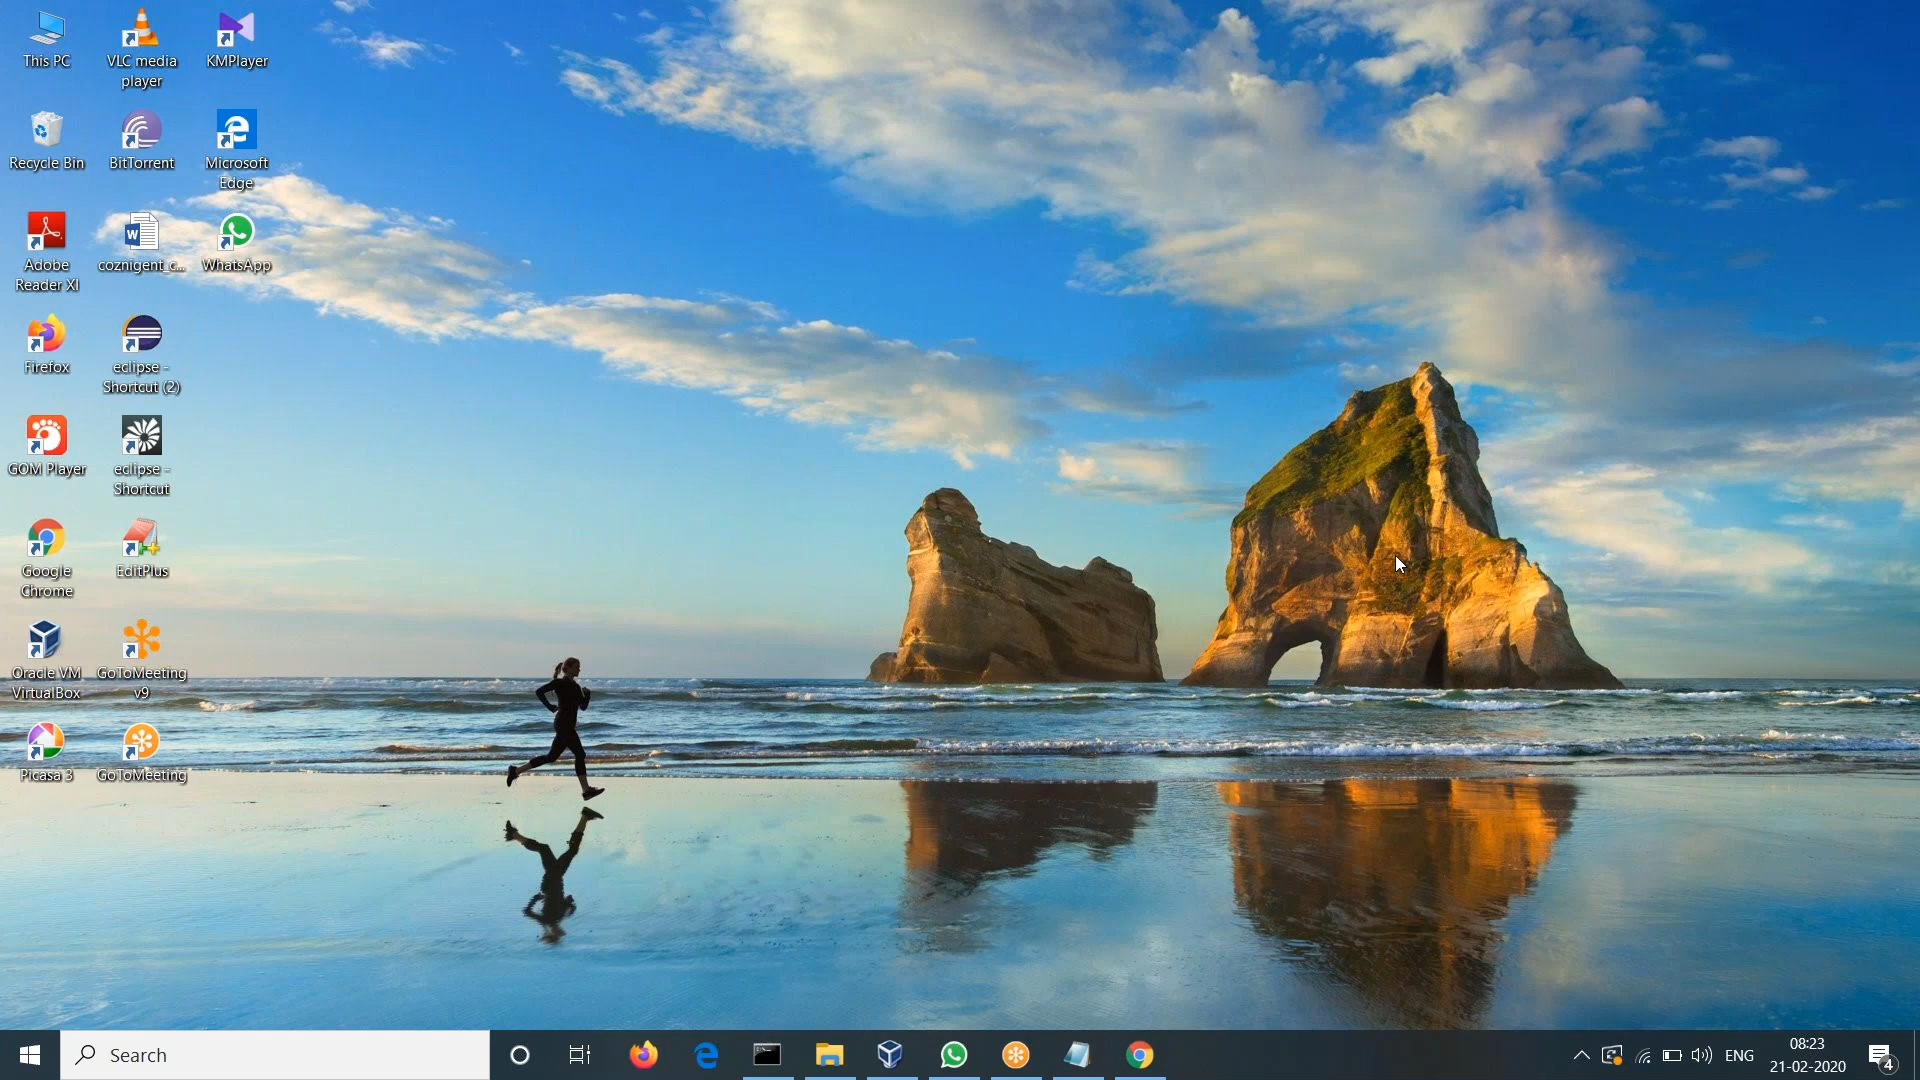 This PC
VLC media
player
KMPlayer
Recycle Bin
BitTorrent
Microsoft
Edge
Adobe
Reader XI
coznigent_c...
WhatsApp
Firefox
eclipse -
Shortcut (2)
GOM Player
eclipse -
Shortcut
Google
Chrome
EditPlus
Oracle VM
VirtualBox
GoToMeeting
v9
Picasa 3
GoToMeeting
Search
ENG
08:23
21-02-2020
4